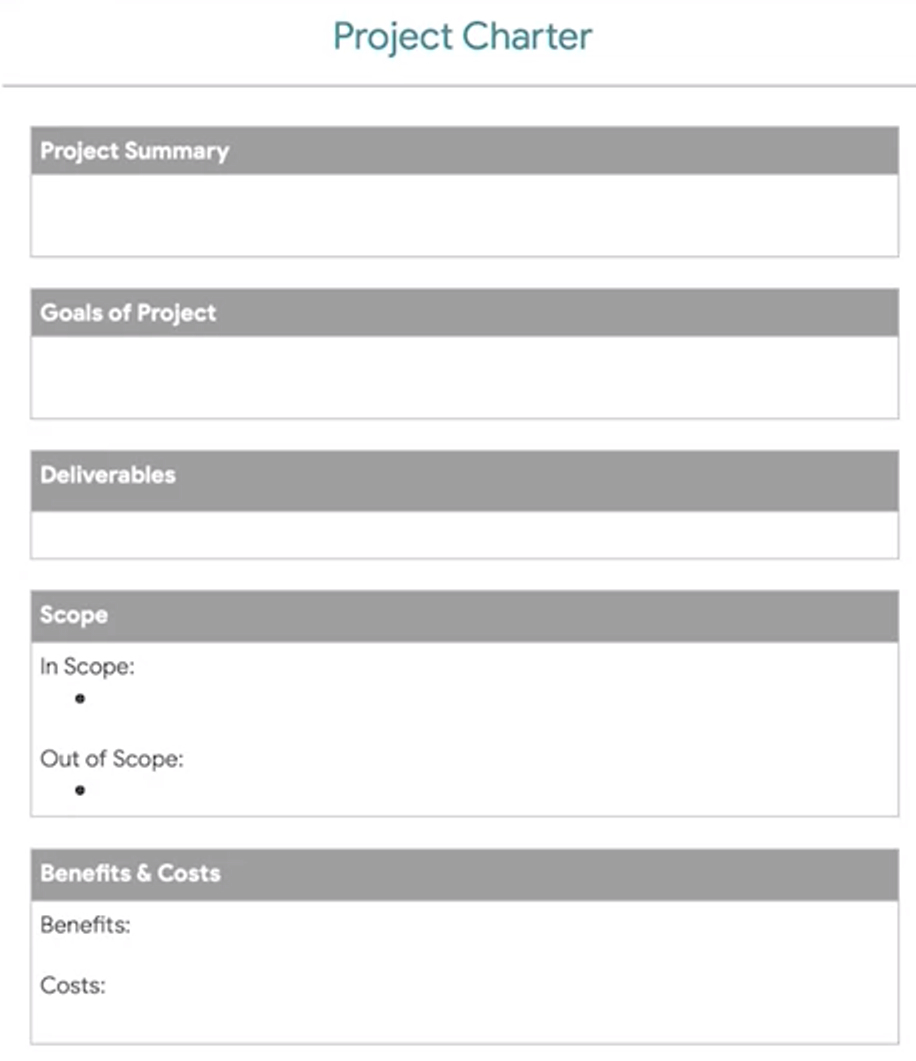 Project Charter
Project Summary
Goals of Project
Deliverables
Scope
In Scope:
Out of Scope:
Benefits & Costs
Benefits:
Costs: